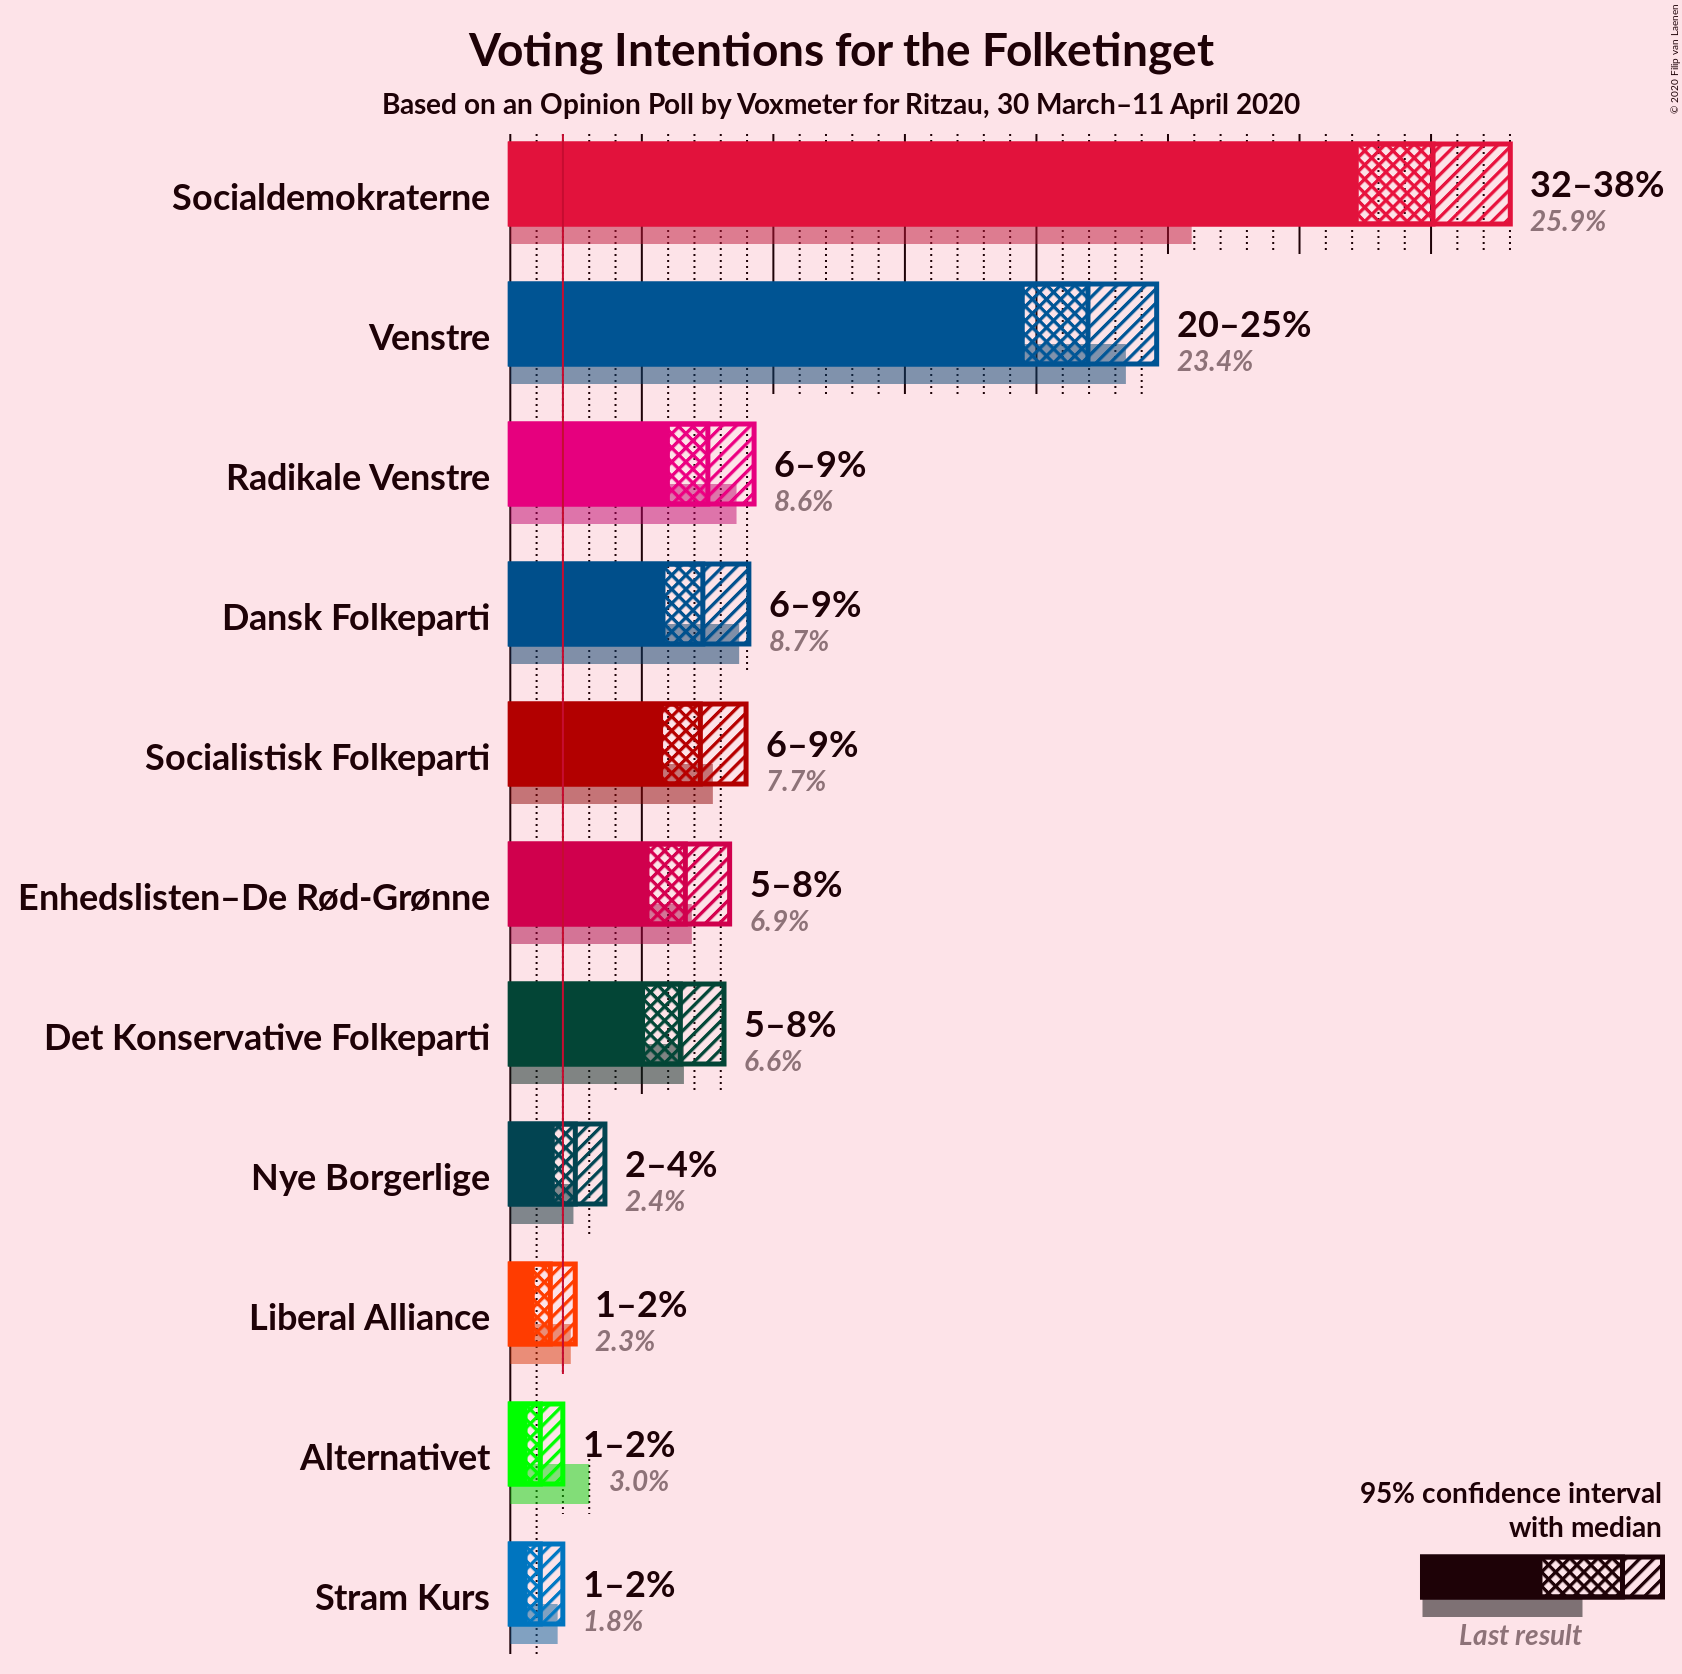 Voting Intentions for the Folketinget
Based on an Opinion Poll by Voxmeter for Ritzau, 30 March–11 April 2020
© 2020 Filip van Laenen
Socialdemokraterne
32–38%
25.9%
Venstre
20–25%
23.4%
Radikale Venstre
6–9%
8.6%
Dansk Folkeparti
6–9%
8.7%
Socialistisk Folkeparti
6–9%
7.7%
Enhedslisten–De Rød-Grønne
5–8%
6.9%
Det Konservative Folkeparti
5–8%
6.6%
Nye Borgerlige
2–4%
2.4%
Liberal Alliance
1–2%
2.3%
Alternativet
1–2%
3.0%
Stram Kurs
1–2%
1.8%
95% confidence interval
with median
Last result